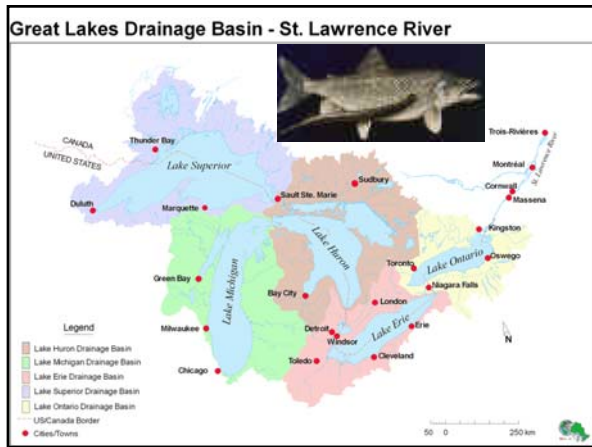 Great Lakes Drainage Basin - St. Lawrence River
Trois-Rivières
CANADA
UNITED STATES
Thunder Bay
Lake Superior
Montréal
St. Lawrence River
Sudbury
Cornwall
Massena
Sault Ste. Marie
Duluth
Marquette
Kingston
Oswego
Lake Ontario
Toronto
Lake Huron
Green Bay
Lake Michigan
Niagara Falls
Bay City
London
Legend
Lake Huron Drainage Basin
Lake Michigan Drainage Basin
Lake Erie Drainage Basin
Lake Superior Drainage Basin
Lake Ontario Drainage Basin
US/Canada Border
Cities/Towns
Milwaukee
Detroit
Windsor
Lake Erie
Erie
Toledo
Cleveland
Chicago
N
50 0 250 km